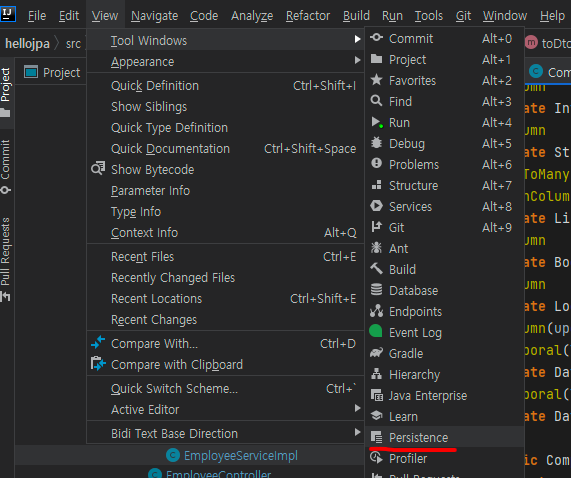 IJ
File Edit View Navigate Code Analyze Refactor Build Run Tools Git Window Help
hellojpa src
Project
Project
Commit
Pull Requests
Tool Windows
Appearance
Quick Definition Ctrl+Shift+I
Show Siblings
Quick Type Definition
Quick Documentation Ctrl+Shift+Space
Show Bytecode
Parameter Info
Type Info
Context Info Alt+Q
Recent Files Ctrl+E
Recently Changed Files
Recent Locations Ctrl+Shift+E
Recent Changes
Compare With... Ctrl+D
Compare with Clipboard
Quick Switch Scheme... Ctrl+`
Active Editor
Bidi Text Base Direction
EmployeeServiceImpl
EmployeeController
Commit Alt+0
Project Alt+1
Favorites Alt+2
Find Alt+3
Run Alt+4
Debug Alt+5
Problems Alt+6
Structure Alt+7
Services Alt+8
Git Alt+9
Ant
Build
Database
Endpoints
Event Log
Gradle
Hierarchy
Java Enterprise
Learn
Persistence
Profiler
Pull Requests
m toDto
C Com
umn
ate In
umn
ate St
ToMany
nColum
ate Li
umn
ate Bo
umn
ate Lo
umn(up
poral(
ate Da
poral(
ate Da
ic Com